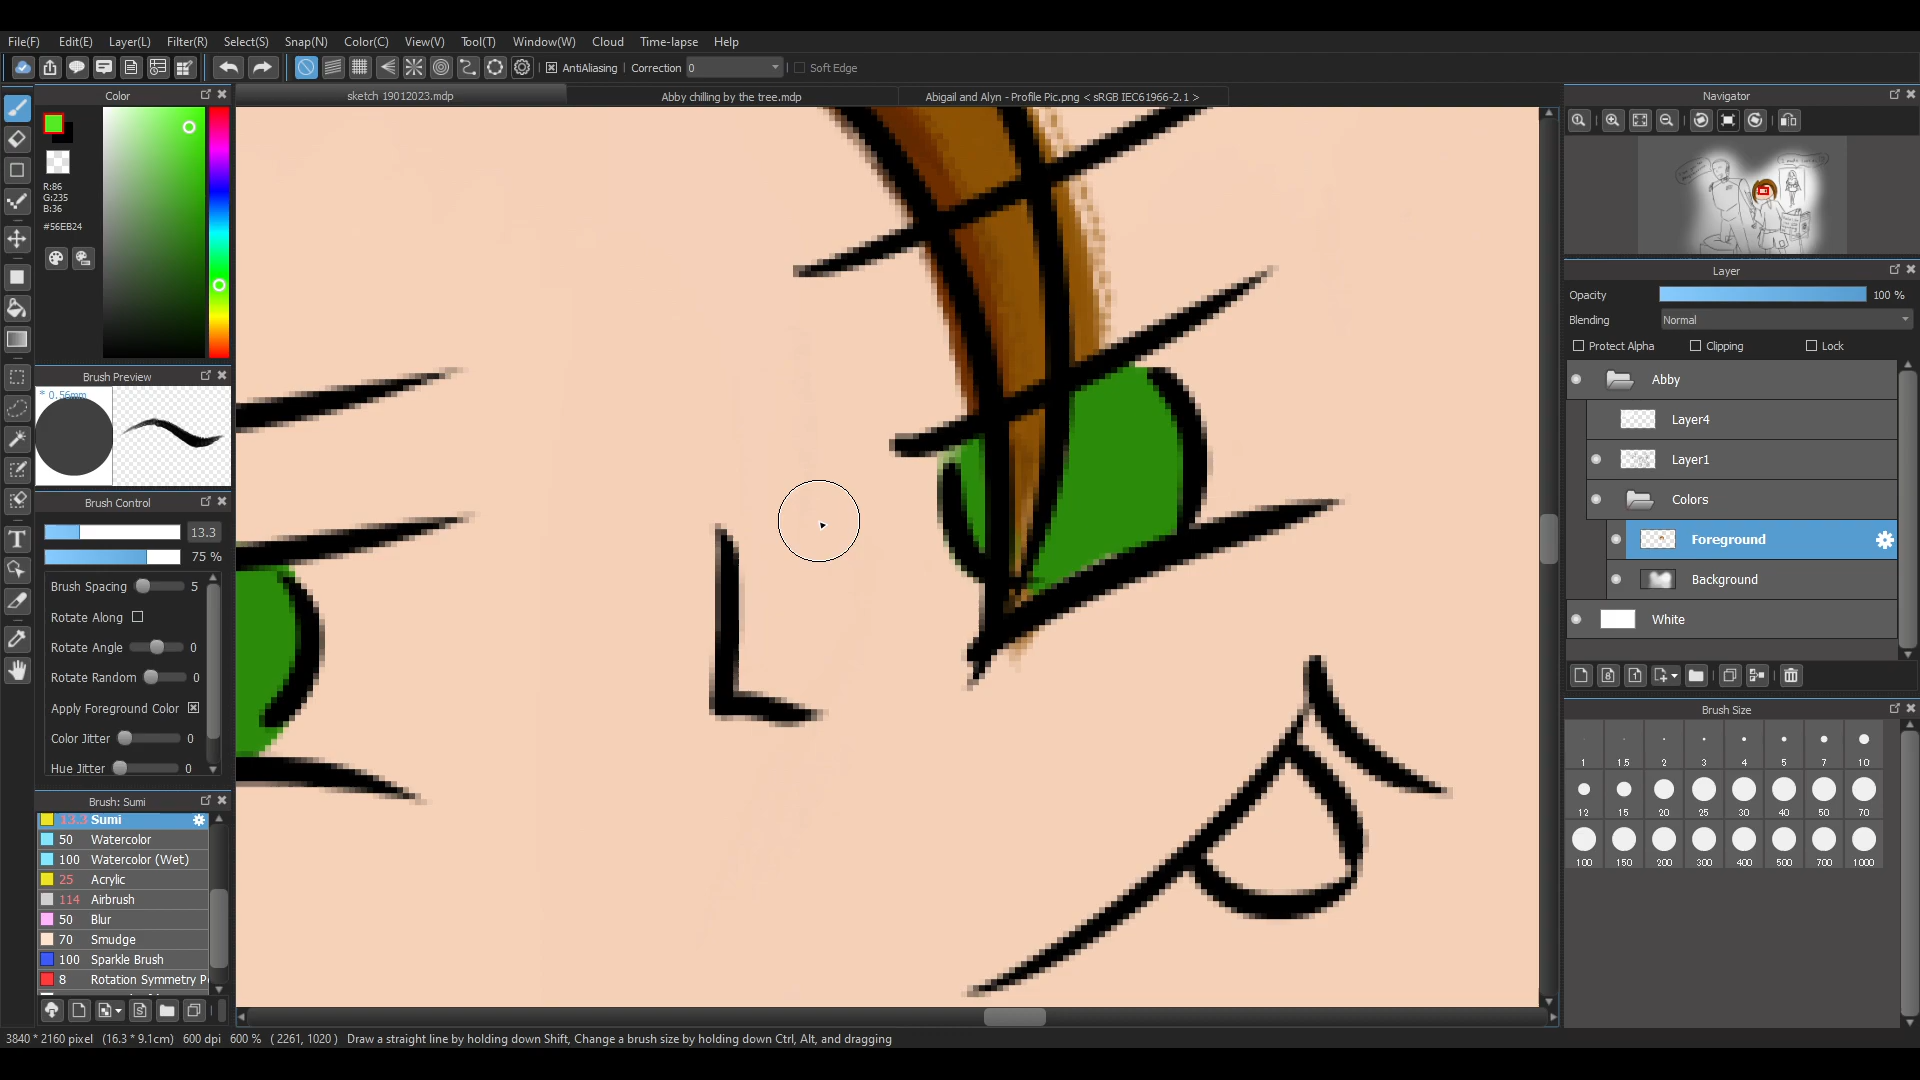 File(F) Edit(E) Layer(L) Filter(R) Select(S) Snap(N) Color(C) View(V) Tool(T) Window(W) Cloud Time-lapse Help
AntiAliasing Correction 0 Soft Edge
Color
sketch 19012023.mdp
Abby chilling by the tree.mdp
Abigail and Alyn - Profile Pic.png < sRGB IEC61966-2.1 >
Navigator
R:86
G:235
B:36
#56EB24
Brush Preview
* 0.56mm
Brush Control
13.3
75 %
Brush Spacing 5
Rotate Along
Rotate Angle 0
Rotate Random 0
Apply Foreground Color
Color Jitter 0
Hue Jitter 0
Brush: Sumi
13.3 Sumi
50 Watercolor
100 Watercolor (Wet)
25 Acrylic
114 Airbrush
50 Blur
70 Smudge
100 Sparkle Brush
8 Rotation Symmetry P
Layer
Opacity 100 %
Blending Normal
Protect Alpha Clipping Lock
Abby
Layer4
Layer1
Colors
Foreground
Background
White
Brush Size
1 1.5 2 3 4 5 7 10
12 15 20 25 30 40 50 70
100 150 200 300 400 500 700 1000
3840 * 2160 pixel (16.3 * 9.1cm) 600 dpi 600 % ( 2261, 1020 ) Draw a straight line by holding down Shift, Change a brush size by holding down Ctrl, Alt, and dragging